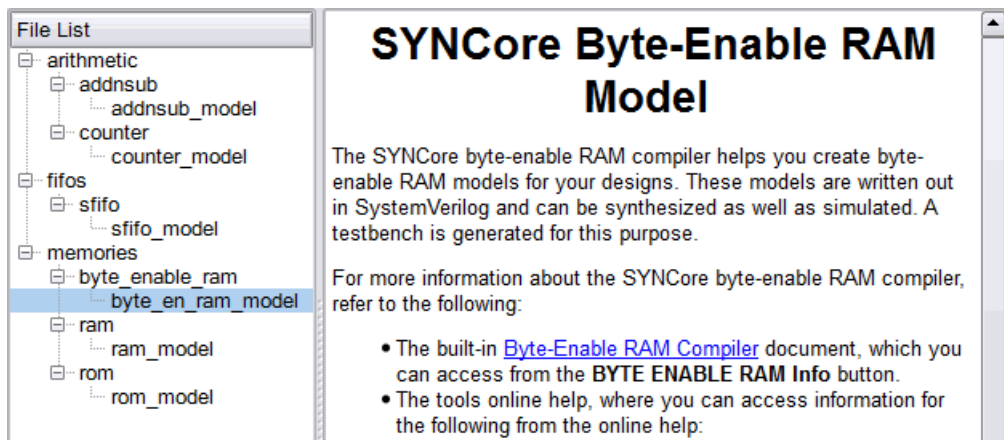 File List
arithmetic
addnsub
addnsub_model
counter
counter_model
fifos
sfifo
sfifo_model
memories
byte_enable_ram
byte_en_ram_model
ram
ram_model
rom
rom_model
SYNCore Byte-Enable RAM
Model
The SYNCore byte-enable RAM compiler helps you create byte-
enable RAM models for your designs. These models are written out
in SystemVerilog and can be synthesized as well as simulated. A
testbench is generated for this purpose.
For more information about the SYNCore byte-enable RAM compiler,
refer to the following:
• The built-in Byte-Enable RAM Compiler document, which you
can access from the BYTE ENABLE RAM Info button.
• The tools online help, where you can access information for
the following from the online help: